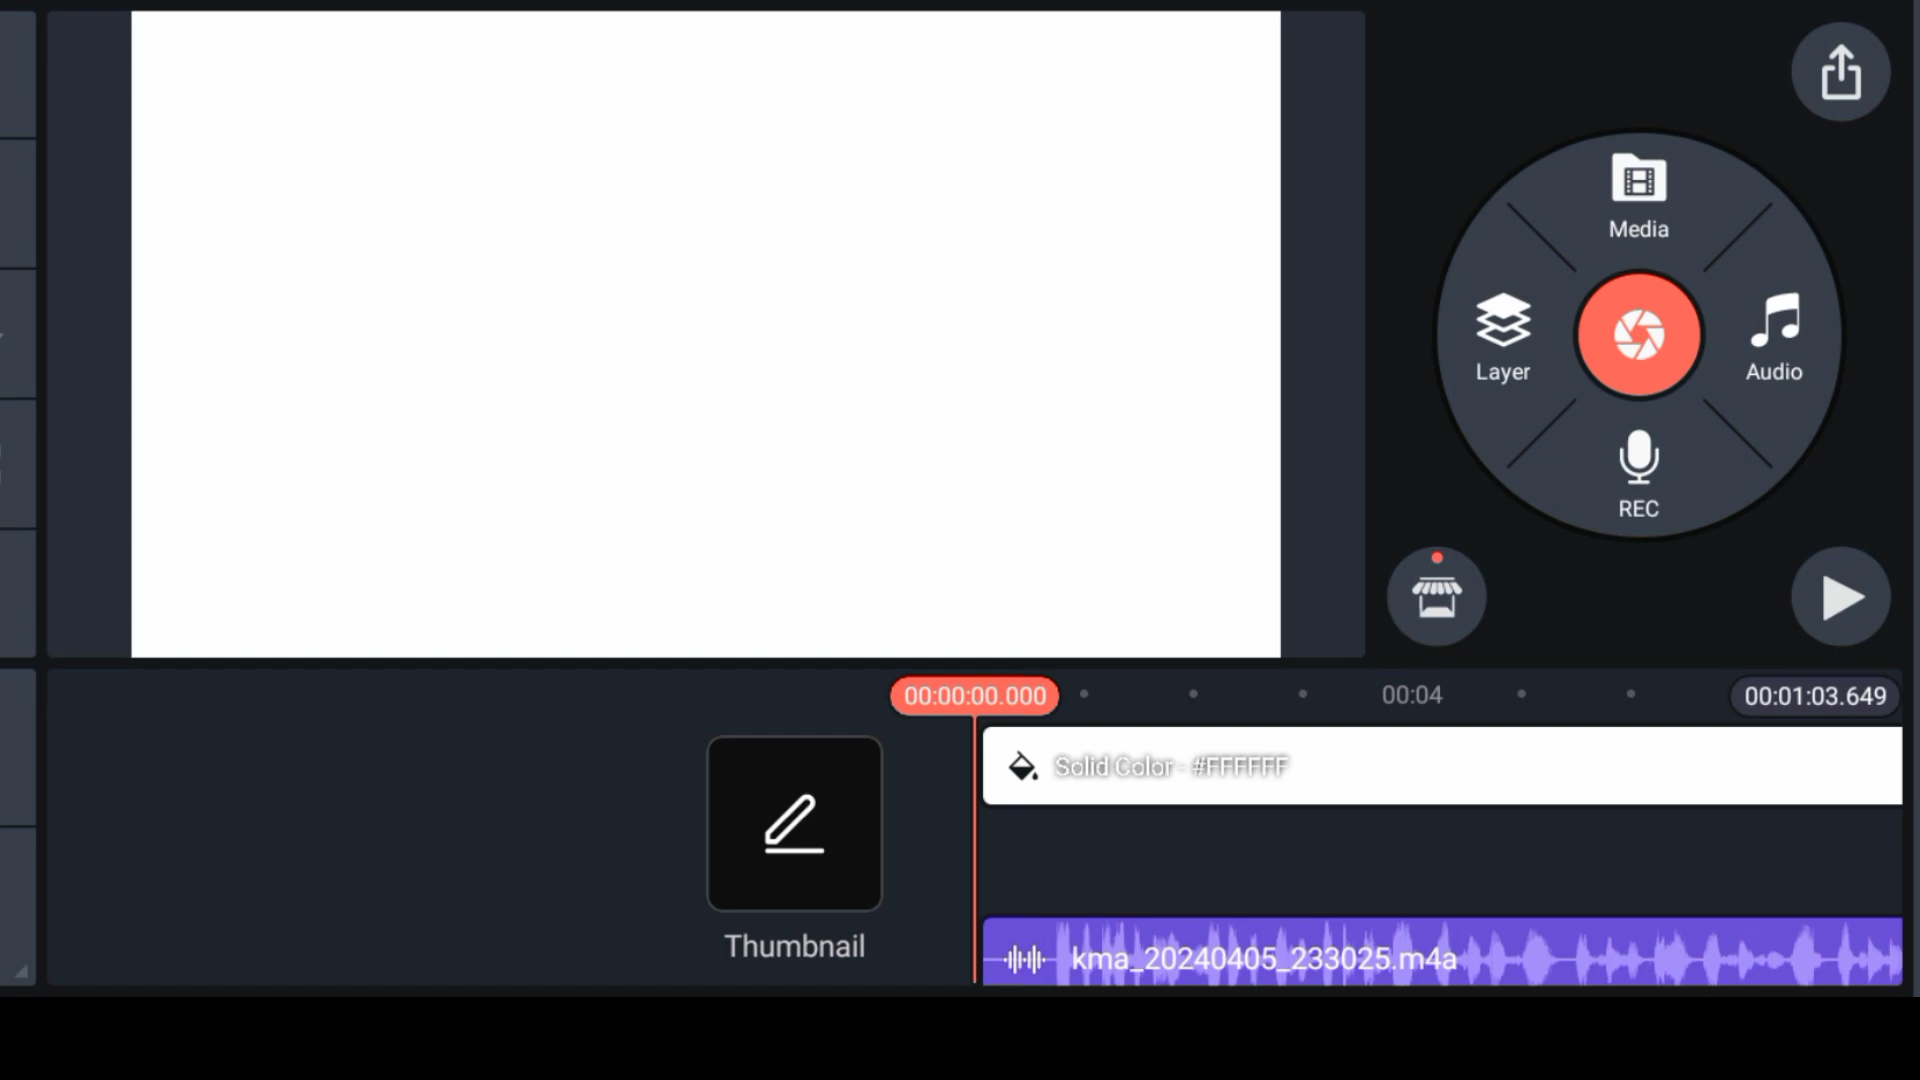 Media
Layer
Audio
REC
00:00:00.000
00:04
00:01:03.649
Solid Color - #FFFFFF
Thumbnail
kma_20240405_233025.m4a